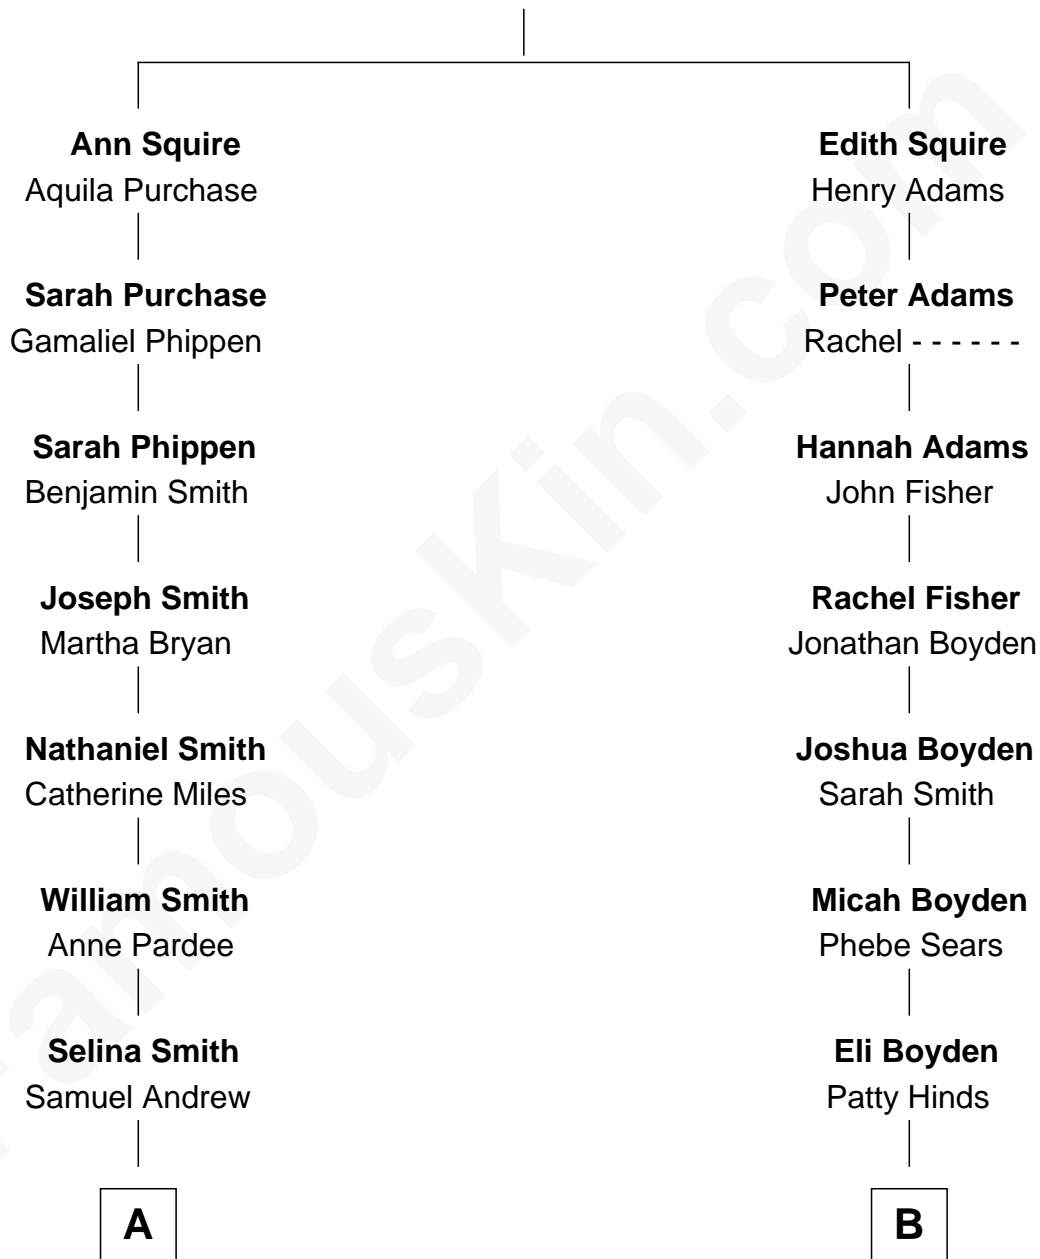 Ann Squire
Aquila Purchase
Sarah Purchase
Gamaliel Phippen
Sarah Phippen
Benjamin Smith
Joseph Smith
Martha Bryan
Nathaniel Smith
Catherine Miles
William Smith
Anne Pardee
Selina Smith
Samuel Andrew
A
Edith Squire
Henry Adams
Peter Adams
Rachel - - - - - -
Hannah Adams
John Fisher
Rachel Fisher
Jonathan Boyden
Joshua Boyden
Sarah Smith
Micah Boyden
Phebe Sears
Eli Boyden
Patty Hinds
B
FamousKin.com